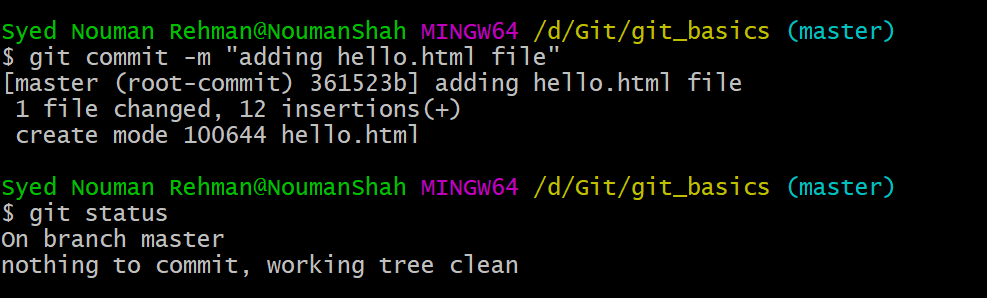 Syed Nouman Rehman@NoumanShah MINGW64 /d/Git/git_basics (master)
$ git commit -m "adding hello.html file"
[master (root-commit) 361523b] adding hello.html file
 1 file changed, 12 insertions(+)
 create mode 100644 hello.html

Syed Nouman Rehman@NoumanShah MINGW64 /d/Git/git_basics (master)
$ git status
On branch master
nothing to commit, working tree clean